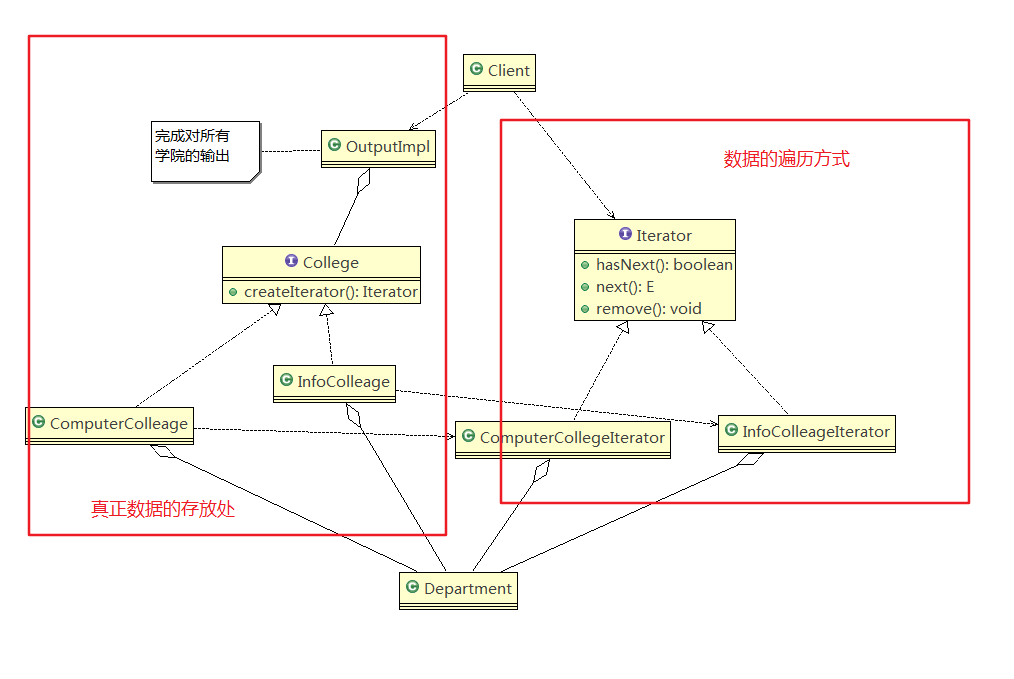 Client
完成对所有
学院的输出
OutputImpl
数据的遍历方式
Iterator
hasNext(): boolean
next(): E
remove(): void
College
createIterator(): Iterator
InfoColleage
ComputerColleage
ComputerCollegeIterator
InfoColleageIterator
真正数据的存放处
Department